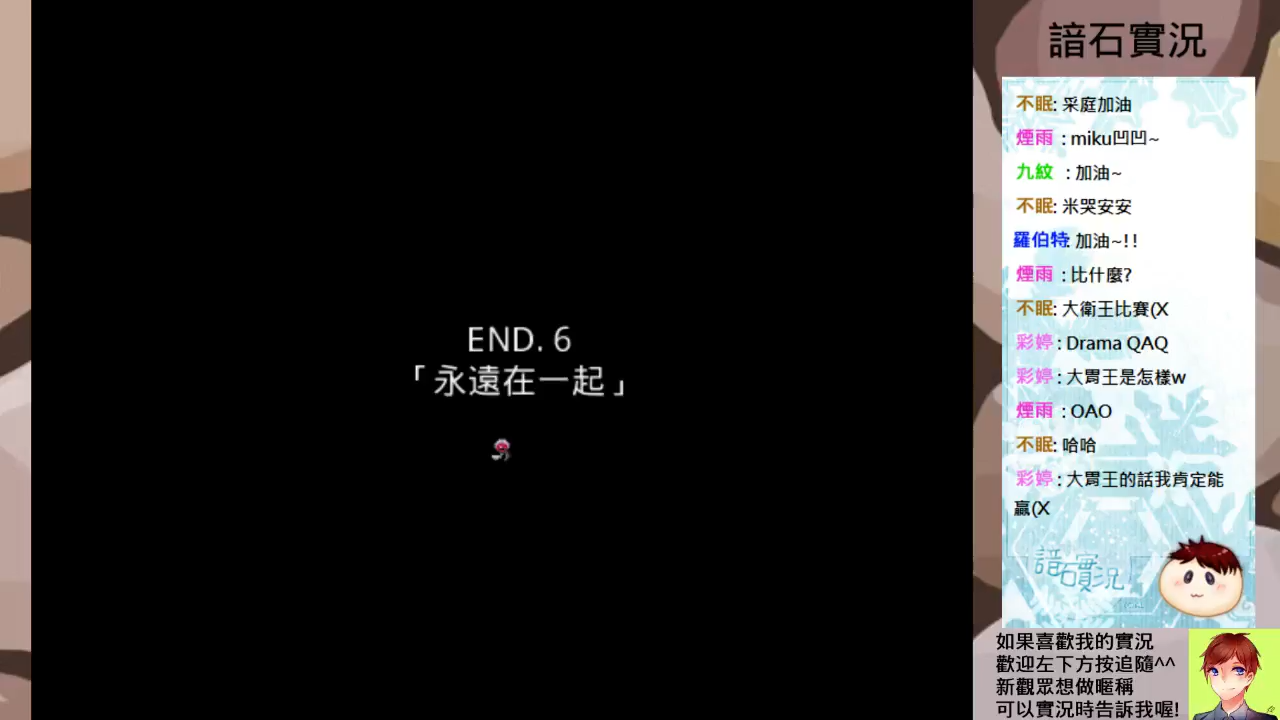 END. 6
「永遠在一起」
諳石實況
不眠: 采庭加油
煙雨 : miku凹凹~
九紋 : 加油~
不眠: 米哭安安
羅伯特: 加油~!!
煙雨 : 比什麼?
不眠: 大衛王比賽(X
彩婷 : Drama QAQ
彩婷 : 大胃王是怎樣w
煙雨 : OAO
不眠: 哈哈
彩婷 : 大胃王的話我肯定能
贏(X
諳石實況
如果喜歡我的實況
歡迎左下方按追隨^^
新觀眾想做暱稱
可以實況時告訴我喔!